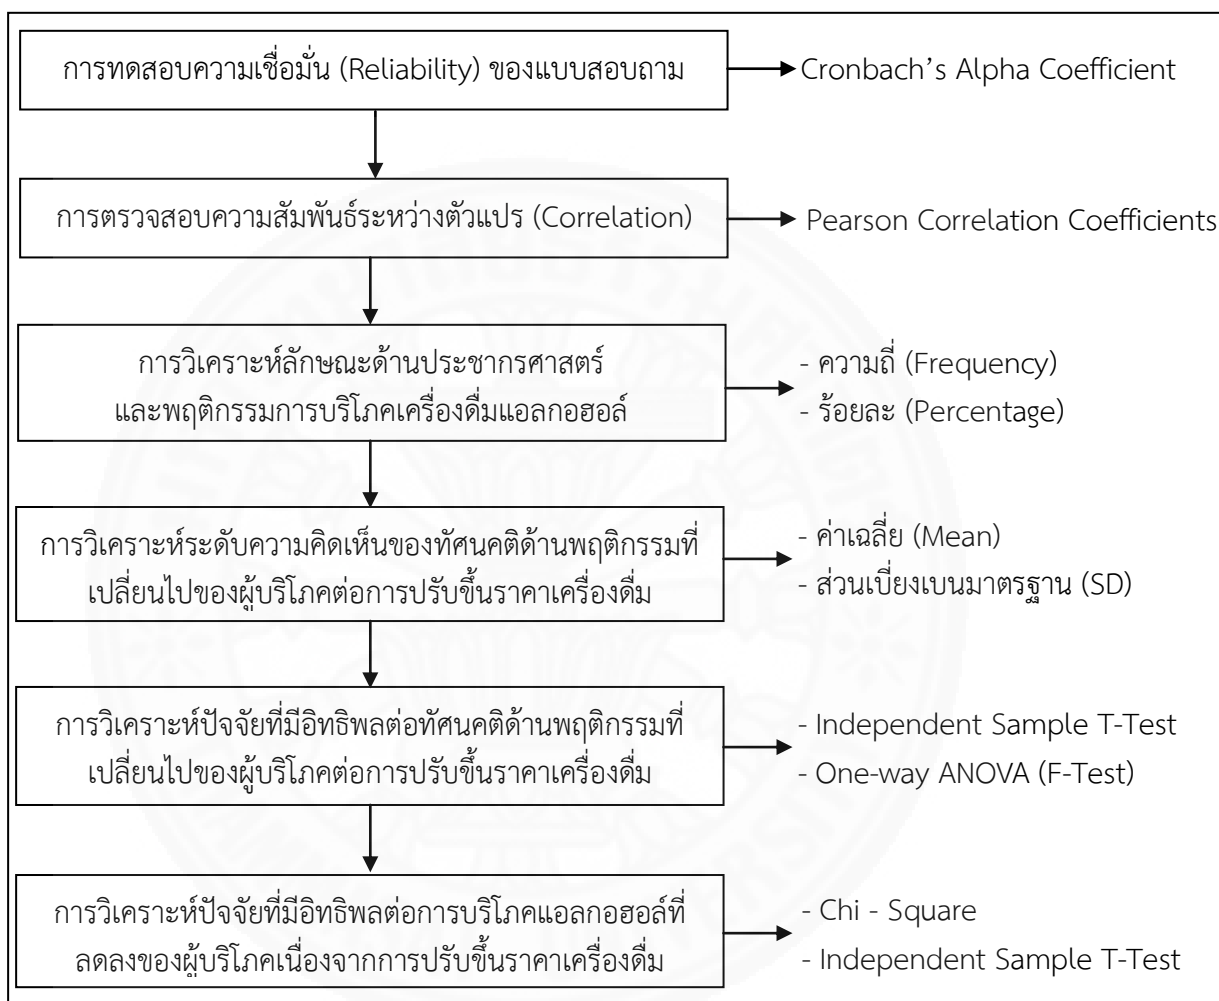 การทดสอบความเชื่อมั่น (Reliability) ของแบบสอบถาม
Cronbach’s Alpha Coefficient
การตรวจสอบความสัมพันธ์ระหว่างตัวแปร (Correlation)
Pearson Correlation Coefficients
การวิเคราะห์ลักษณะด้านประชากรศาสตร์
และพฤติกรรมการบริโภคเครื่องดื่มแอลกอฮอล์
- ความถี่ (Frequency)
- ร้อยละ (Percentage)
การวิเคราะห์ระดับความคิดเห็นของทัศนคติด้านพฤติกรรมที่
เปลี่ยนไปของผู้บริโภคต่อการปรับขึ้นราคาเครื่องดื่ม
- ค่าเฉลี่ย (Mean)
- ส่วนเบี่ยงเบนมาตรฐาน (SD)
การวิเคราะห์ปัจจัยที่มีอิทธิพลต่อทัศนคติด้านพฤติกรรมที่
เปลี่ยนไปของผู้บริโภคต่อการปรับขึ้นราคาเครื่องดื่ม
- Independent Sample T-Test
- One-way ANOVA (F-Test)
การวิเคราะห์ปัจจัยที่มีอิทธิพลต่อการบริโภคแอลกอฮอล์ที่
ลดลงของผู้บริโภคเนื่องจากการปรับขึ้นราคาเครื่องดื่ม
- Chi - Square
- Independent Sample T-Test